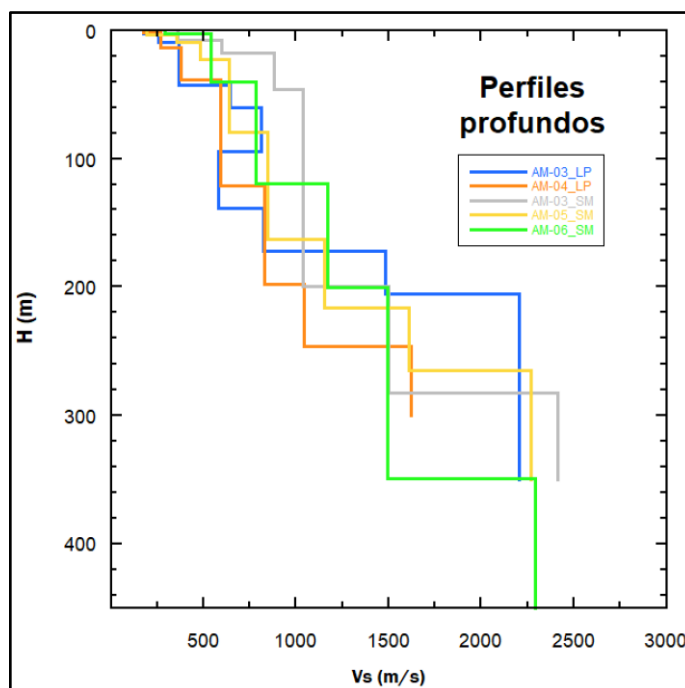 Perfiles
profundos
AM-03_LP
AM-04_LP
AM-03_SM
AM-05_SM
AM-06_SM
H (m)
0
100
200
300
400
500
1000
1500
2000
2500
3000
Vs (m/s)